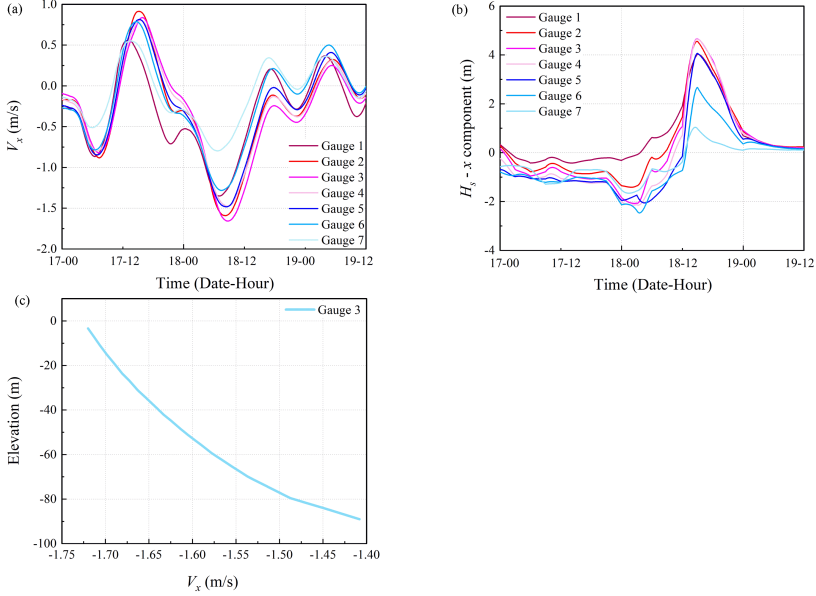 (a)
1.0
0.5
0.0
-0.5
-1.0
-1.5
-2.0
Vx (m/s)
Gauge 1
Gauge 2
Gauge 3
Gauge 4
Gauge 5
Gauge 6
Gauge 7
17-00 17-12 18-00 18-12 19-00 19-12
Time (Date-Hour)
(b)
6
4
2
0
-2
-4
Hs - x component (m)
Gauge 1
Gauge 2
Gauge 3
Gauge 4
Gauge 5
Gauge 6
Gauge 7
17-00 17-12 18-00 18-12 19-00 19-12
Time (Date-Hour)
(c)
0
-20
-40
-60
-80
-100
Elevation (m)
Gauge 3
-1.75 -1.70 -1.65 -1.60 -1.55 -1.50 -1.45 -1.40
Vx (m/s)